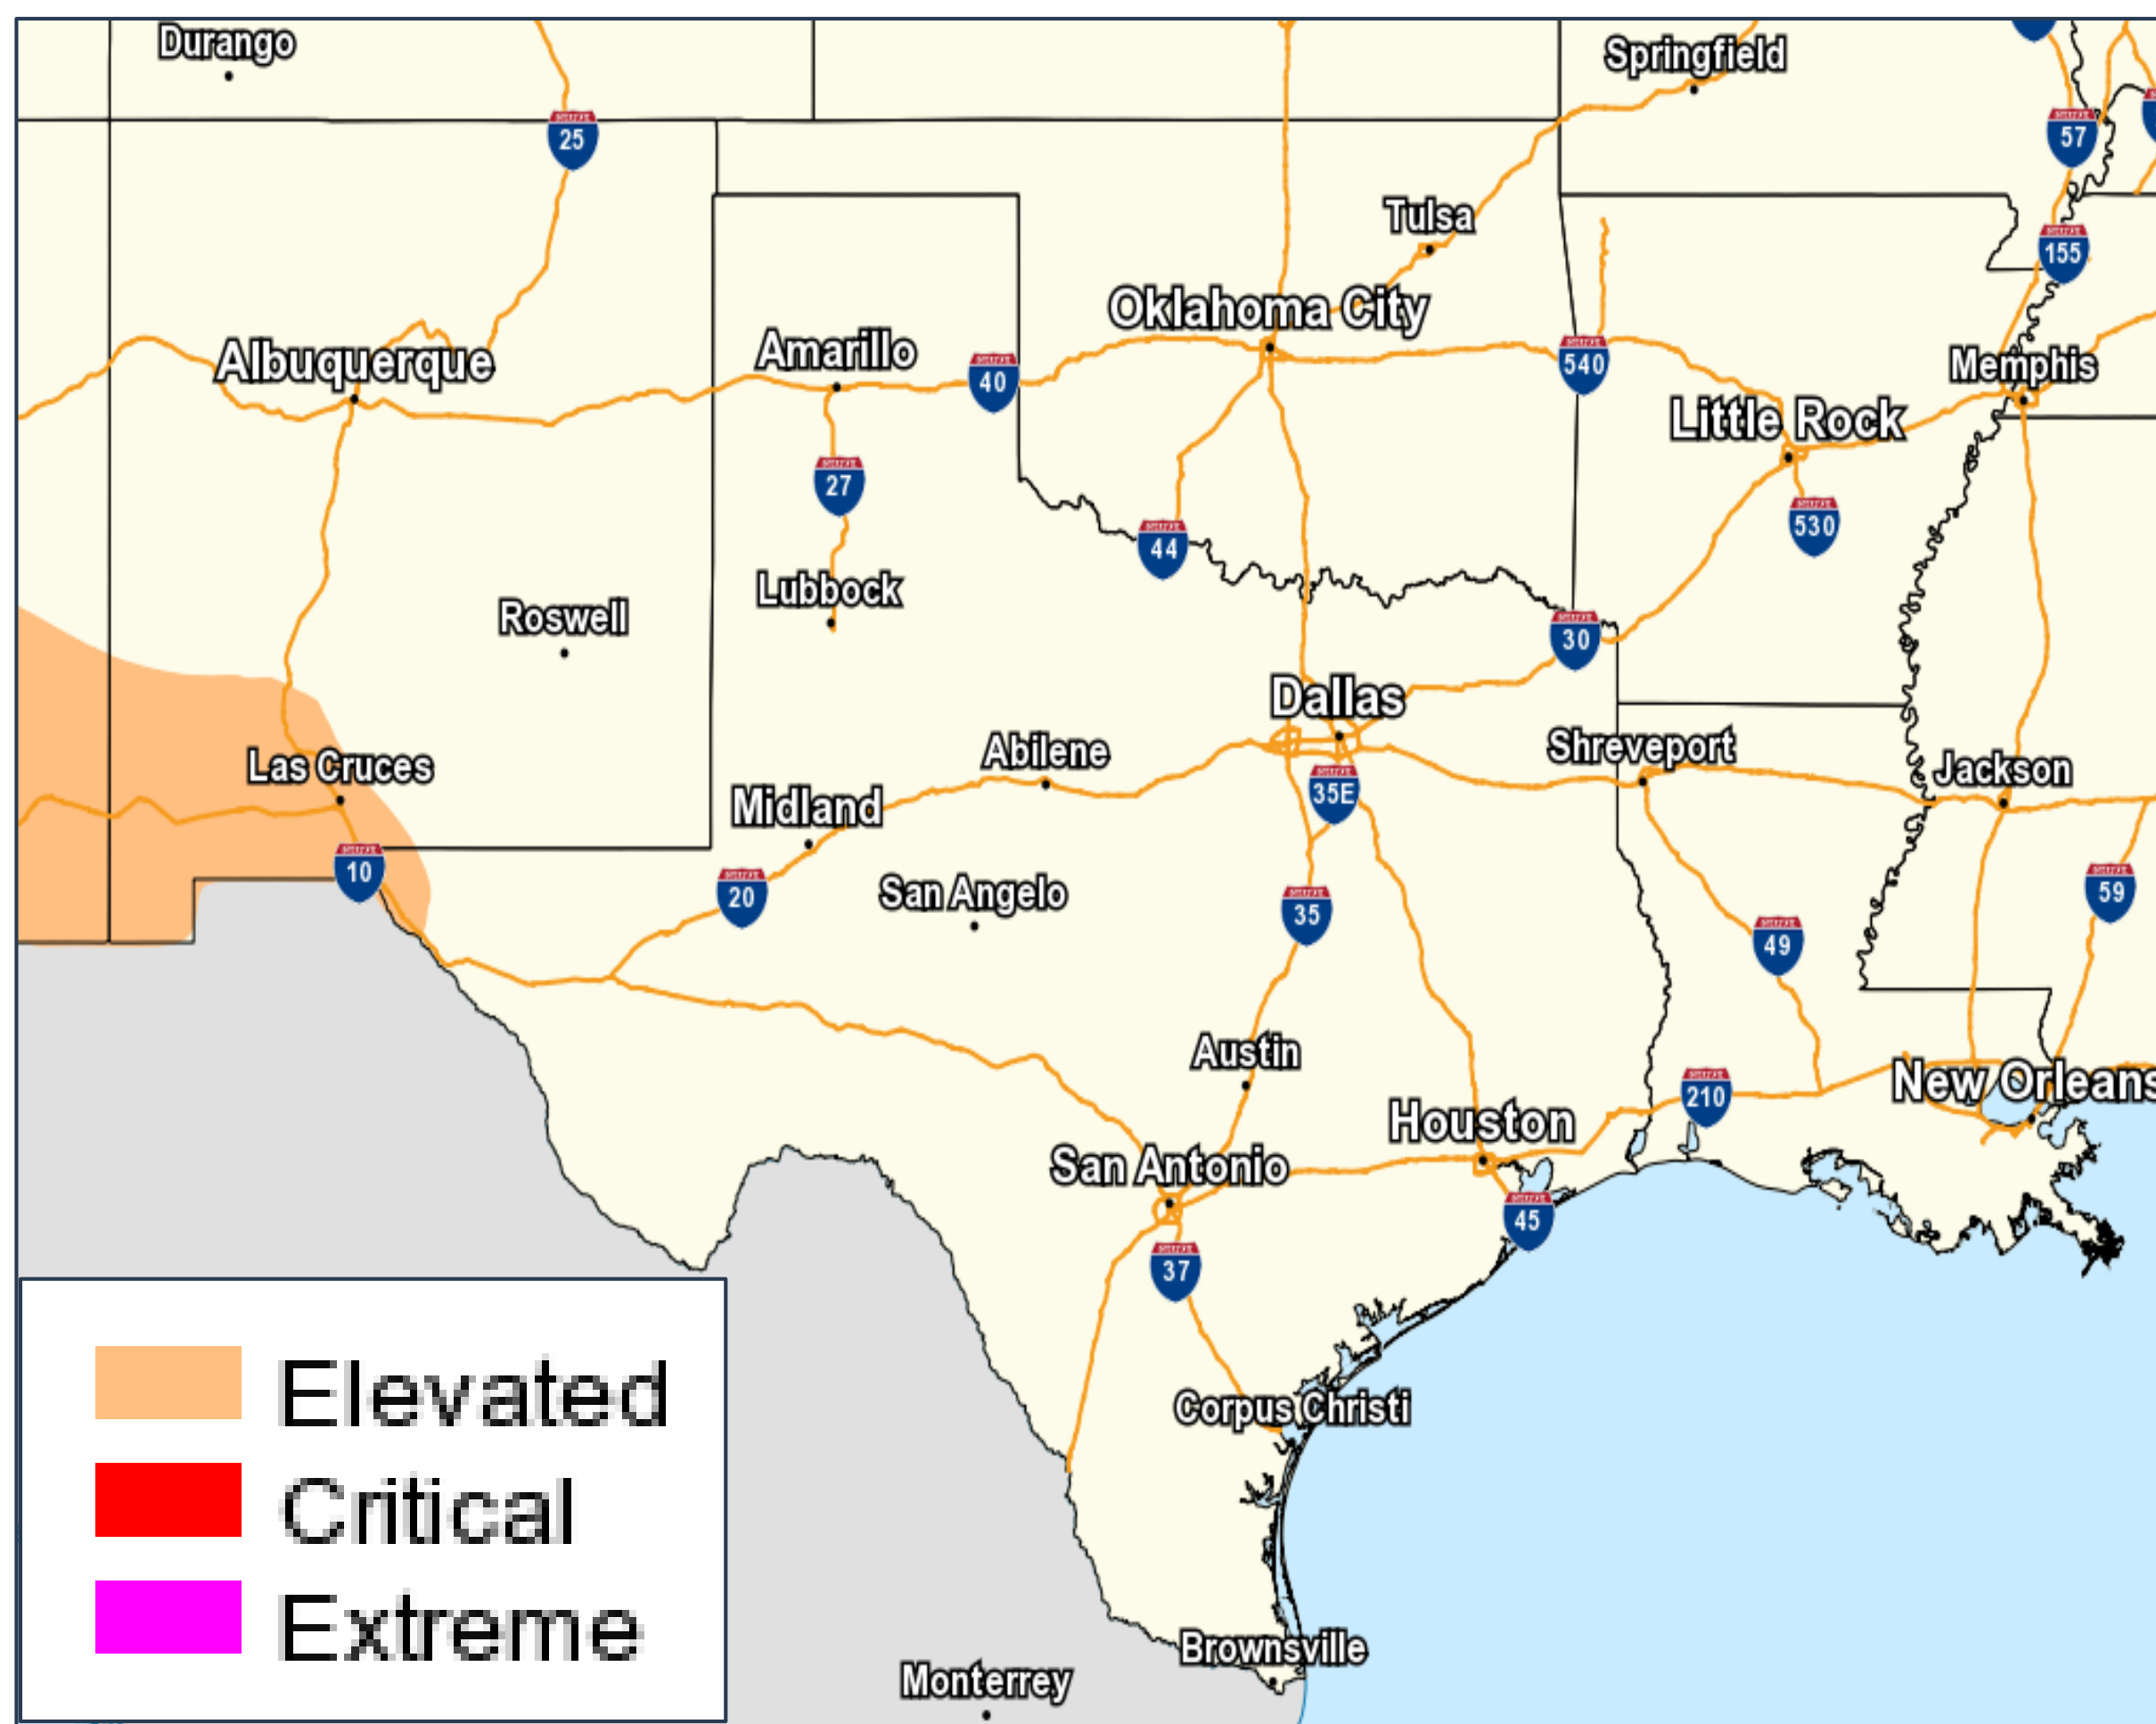 Durango
Springfield
25
57
Tulsa
155
Oklahoma City
Albuquerque
Amarillo
40
540
Memphis
Little Rock
27
530
44
Lubbock
Roswell
30
Dallas
Las Cruces
Abilene
Shreveport
Jackson
35E
Midland
10
20
San Angelo
35
59
49
Austin
New Orleans
210
Houston
San Antonio
45
37
Corpus Christi
Brownsville
Monterrey
Elevated
Critical
Extreme